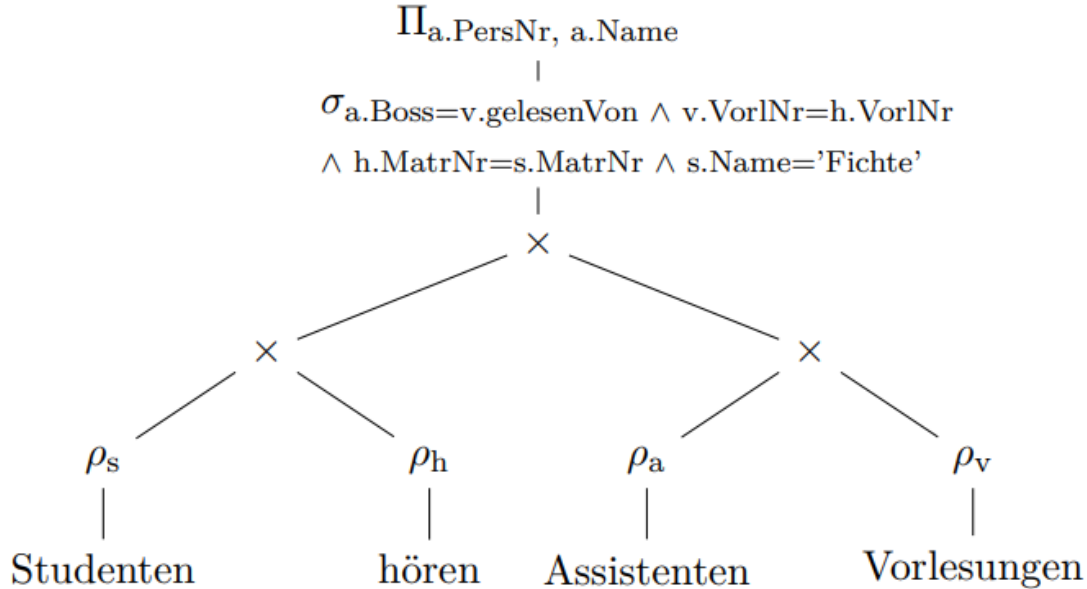 Πa.PersNr, a.Name
σa.Boss=v.gelesenVon ∧ v.VorlNr=h.VorlNr
∧ h.MatrNr=s.MatrNr ∧ s.Name='Fichte'
×
× ×
ρs ρh ρa ρv
Studenten hören Assistenten Vorlesungen